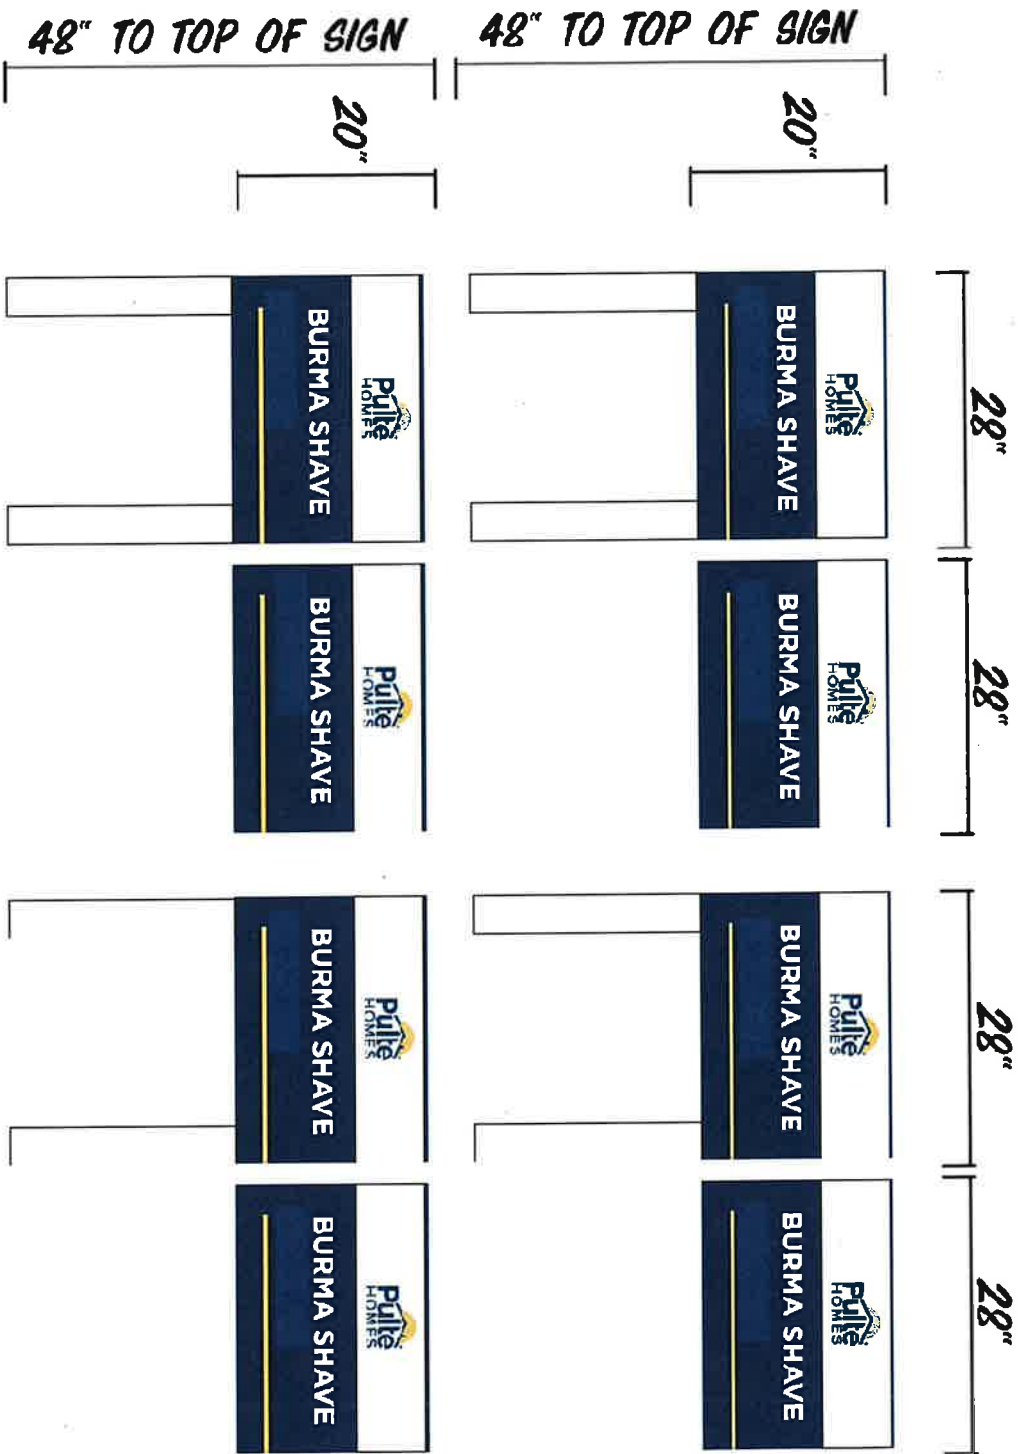 28" 28" 28" 28"
48" TO TOP OF SIGN
20"
Pulte
HOMES
BURMA SHAVE
Pulte
HOMES
BURMA SHAVE
Pulte
HOMES
BURMA SHAVE
Pulte
HOMES
BURMA SHAVE
48" TO TOP OF SIGN
20"
Pulte
HOMES
BURMA SHAVE
Pulte
HOMES
BURMA SHAVE
Pulte
HOMES
BURMA SHAVE
Pulte
HOMES
BURMA SHAVE